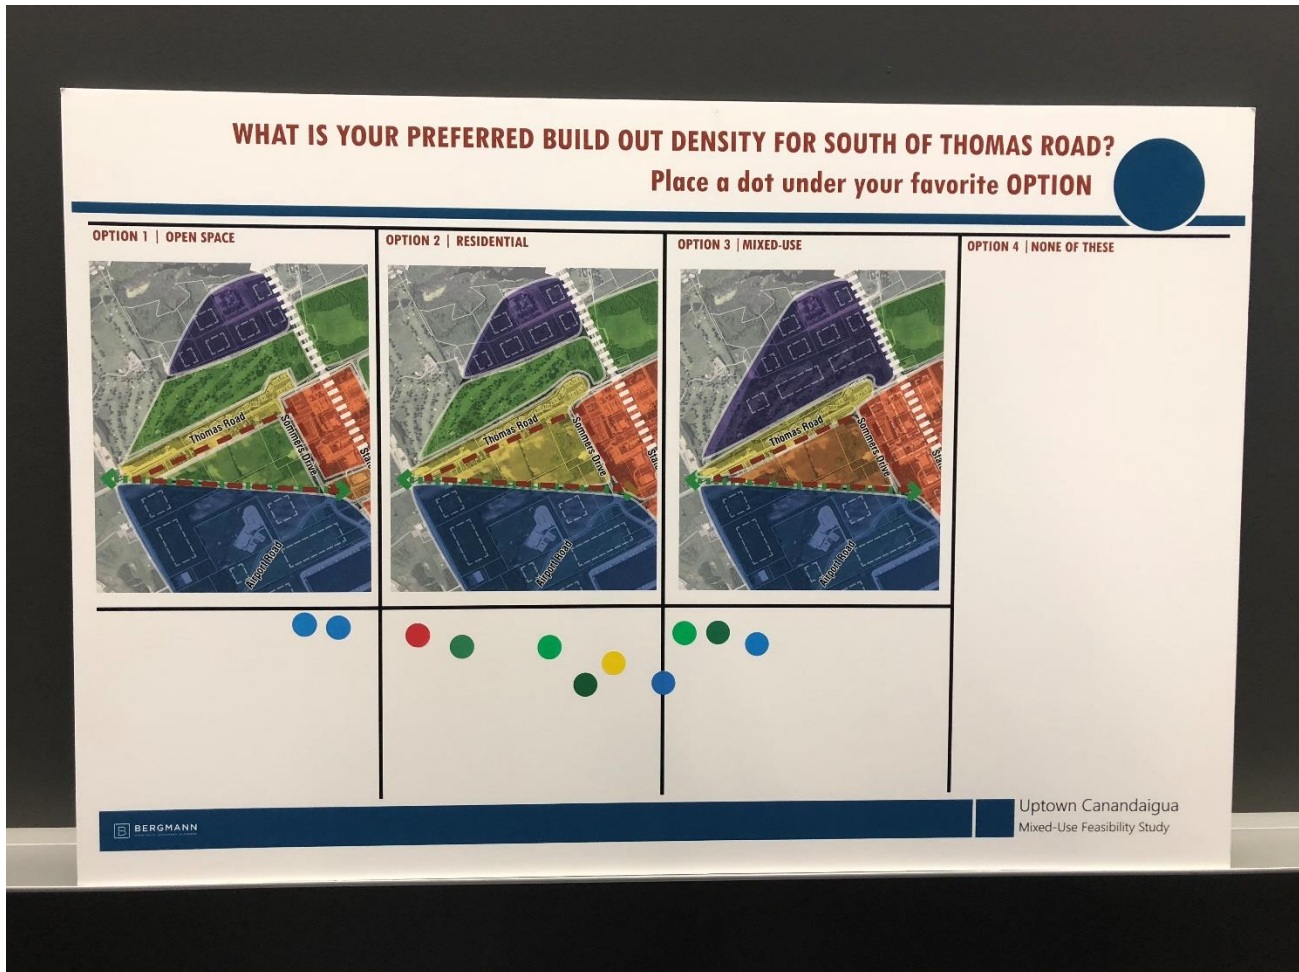 WHAT IS YOUR PREFERRED BUILD OUT DENSITY FOR SOUTH OF THOMAS ROAD?
Place a dot under your favorite OPTION
OPTION 1 | OPEN SPACE
OPTION 2 | RESIDENTIAL
OPTION 3 | MIXED-USE
OPTION 4 | NONE OF THESE
Thomas Road
Sommers Drive
Airport Road
Thomas Road
Sommers Drive
Airport Road
Thomas Road
Sommers Drive
Airport Road
B BERGMANN
Uptown Canandaigua
Mixed-Use Feasibility Study